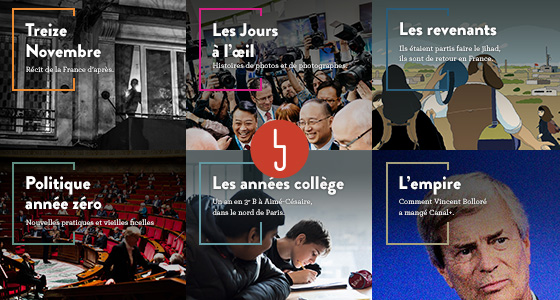 Treize
Novembre
Récit de la France d'après.
Les Jours
à l'œil
Histoires de photos et de photographes.
Les revenants
Ils étaient partis faire le jihad,
ils sont de retour en France.
Politique
année zéro
Nouvelles pratiques et vieilles ficelles
Les années collège
Un an en 3e B à Aimé-Césaire,
dans le nord de Paris.
L'empire
Comment Vincent Bolloré
a mangé Canal+.